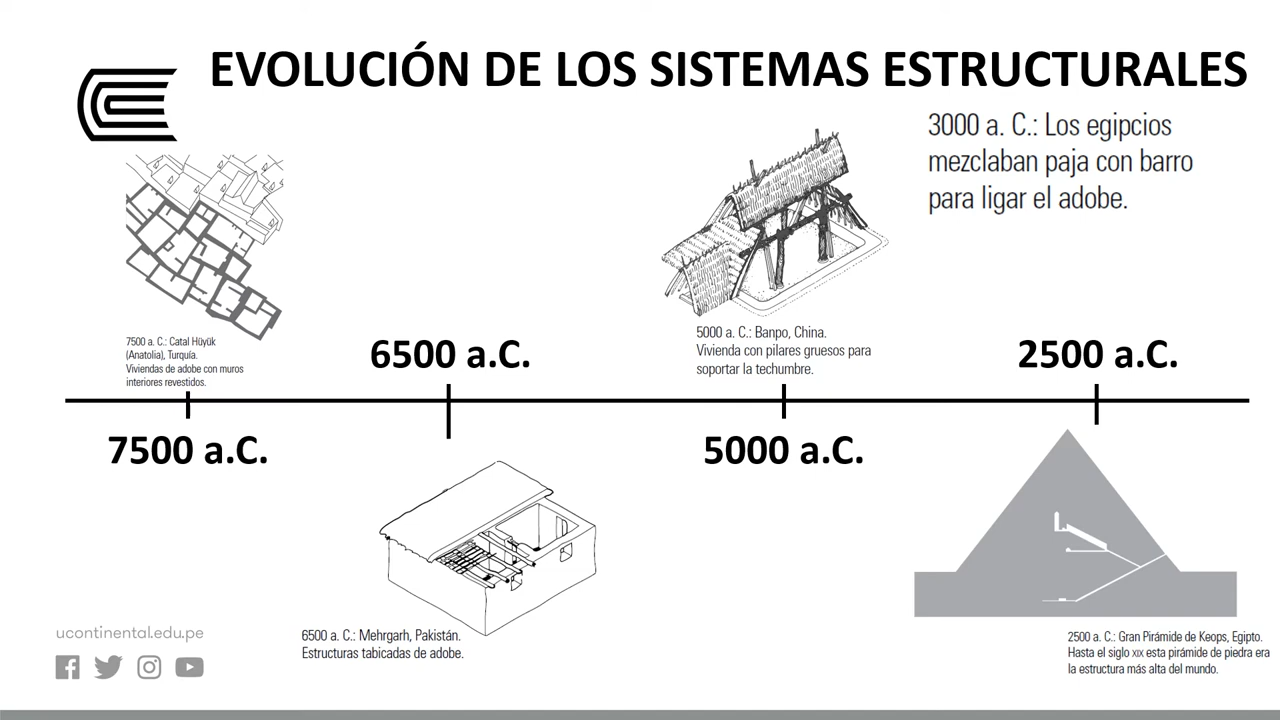 EVOLUCIÓN DE LOS SISTEMAS ESTRUCTURALES
3000 a. C.: Los egipcios
mezclaban paja con barro
para ligar el adobe.
7500 a. C.: Catal Hüyük
(Anatolia), Turquía.
Viviendas de adobe con muros
interiores revestidos.
6500 a.C.
5000 a. C.: Banpo, China.
Vivienda con pilares gruesos para
soportar la techumbre.
2500 a.C.
7500 a.C.
5000 a.C.
6500 a. C.: Mehrgarh, Pakistán.
Estructuras tabicadas de adobe.
2500 a. C.: Gran Pirámide de Keops, Egipto.
Hasta el siglo XIX esta pirámide de piedra era
la estructura más alta del mundo.
ucontinental.edu.pe